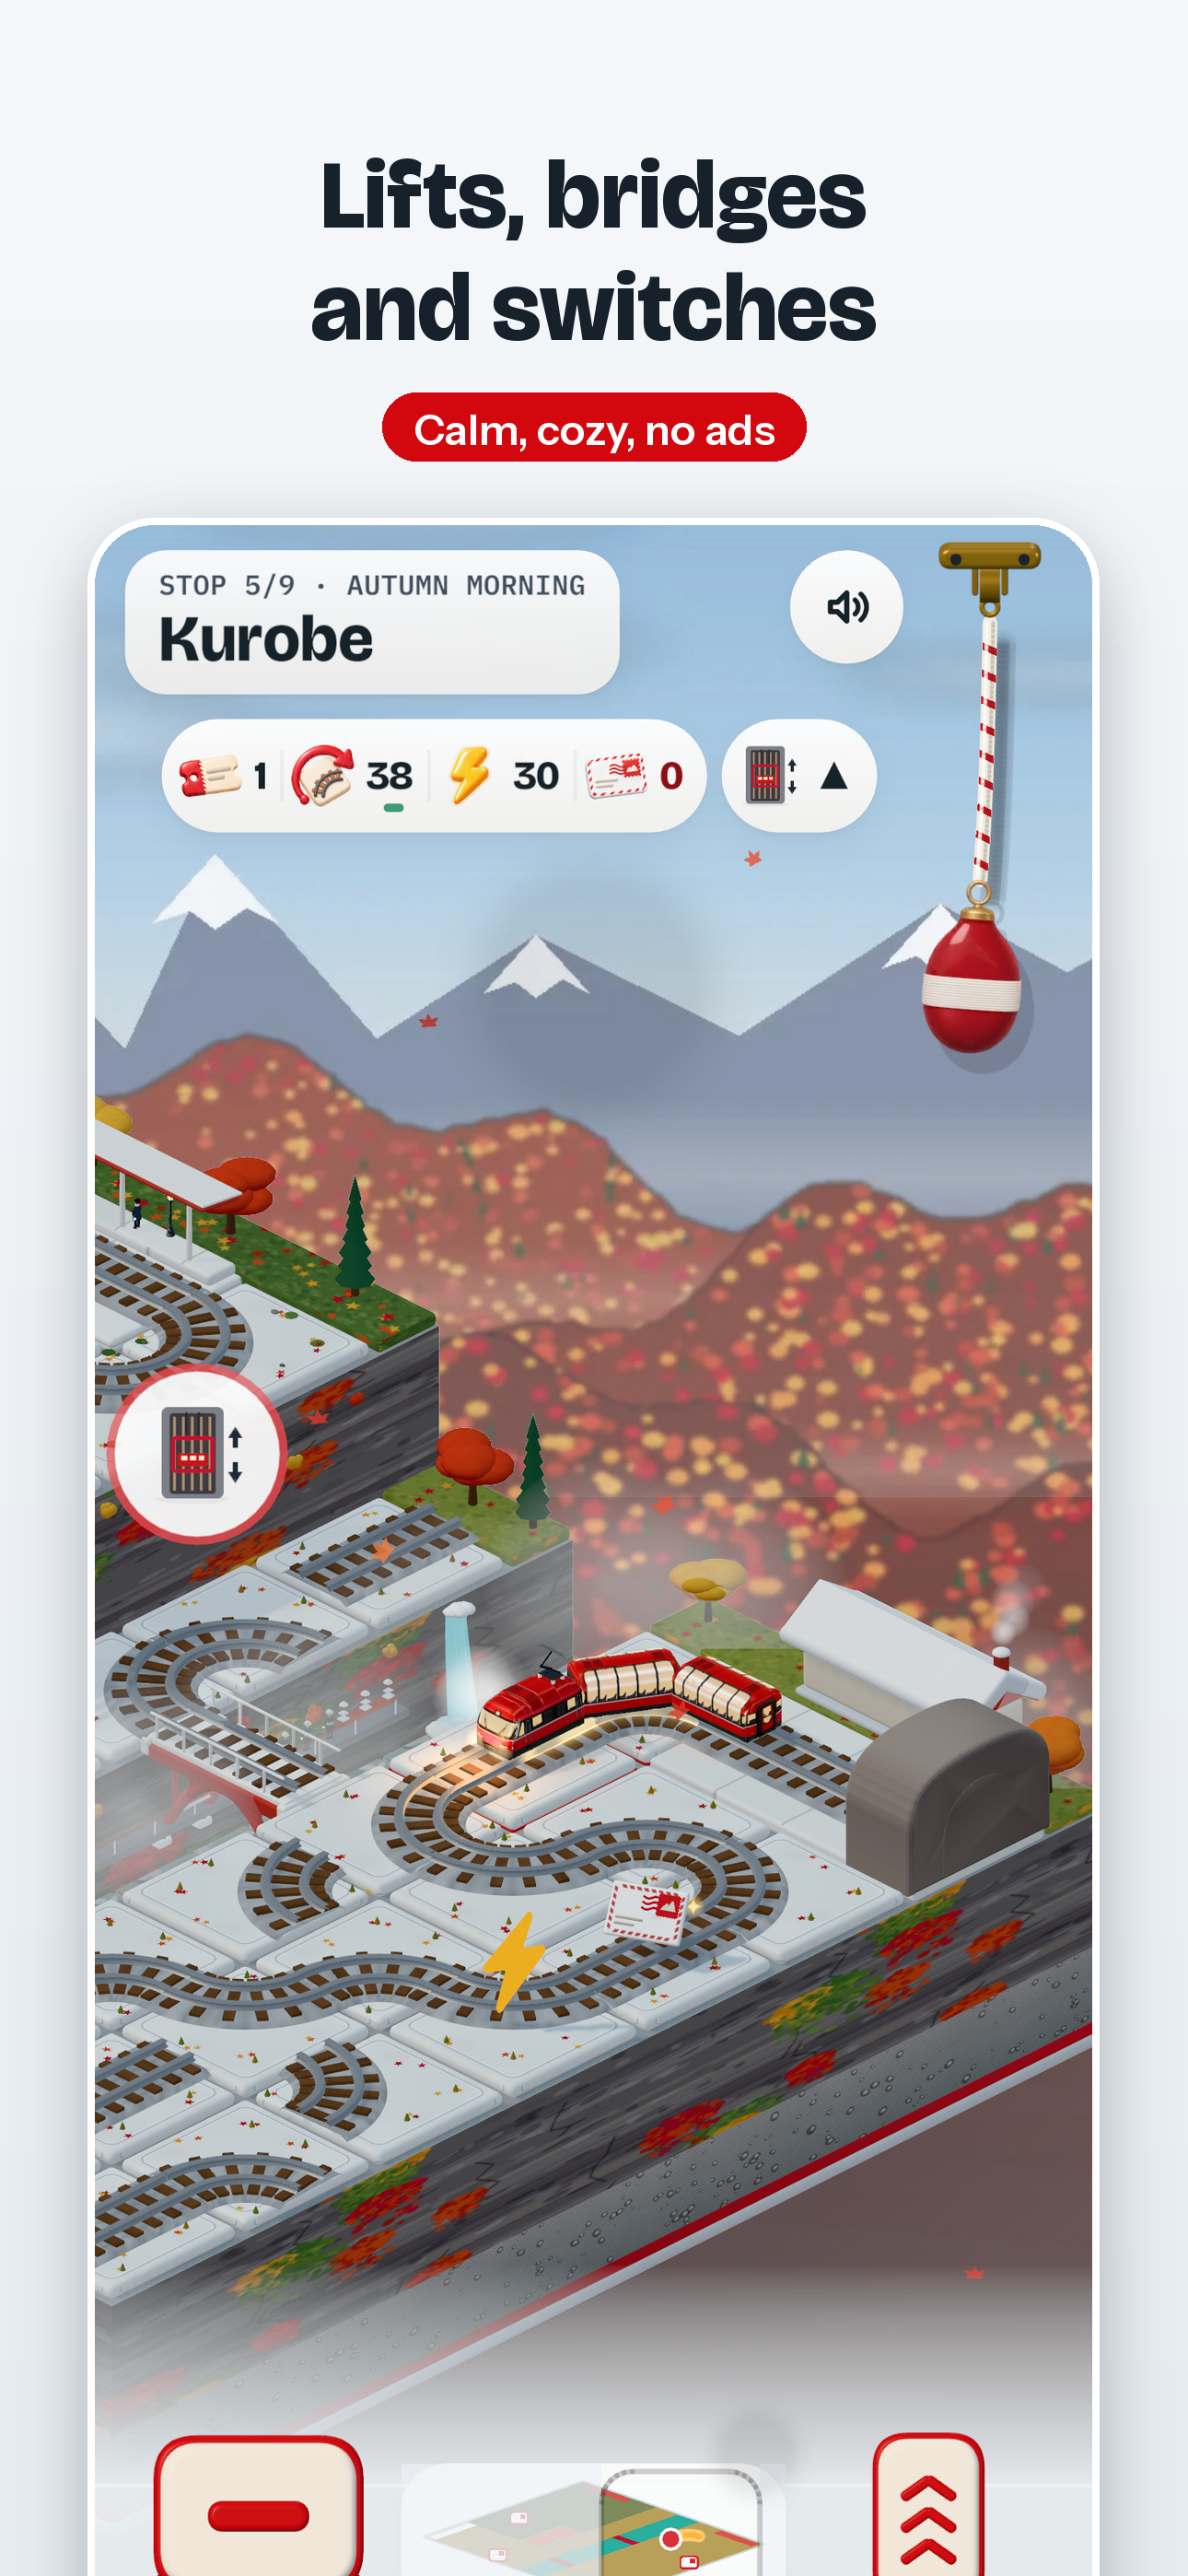 Lifts, bridges
and switches
Calm, cozy, no ads
STOP 5/9 · AUTUMN MORNING
Kurobe
1 38 30 0 ▲